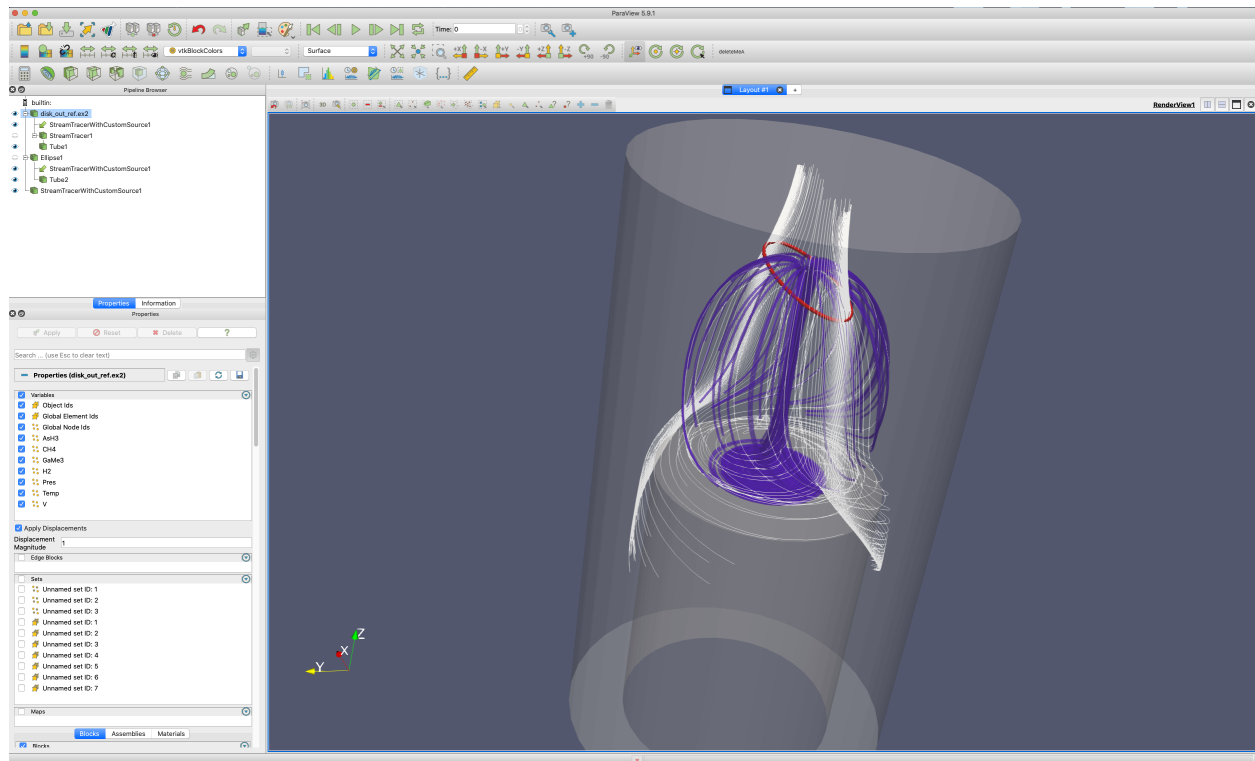 ParaView 5.9.1
Time: 0
vtkBlockColors
Surface
+X
-X
+Y
-Y
+Z
-Z
+90
-90
deleteMeA
Pipeline Browser
Layout #1
+
builtin:
3D
RenderView1
disk_out_ref.ex2
StreamTracerWithCustomSource1
StreamTracer1
Tube1
Ellipse1
StreamTracerWithCustomSource1
Tube2
StreamTracerWithCustomSource1
Properties Information
Properties
Apply Reset Delete ?
Search ... (use Esc to clear text)
Properties (disk_out_ref.ex2)
Variables
Object Ids
Global Element Ids
Global Node Ids
AsH3
CH4
GaMe3
H2
Pres
Temp
V
Apply Displacements
Displacement
Magnitude
1
Edge Blocks
Sets
Unnamed set ID: 1
Unnamed set ID: 2
Unnamed set ID: 3
Unnamed set ID: 1
Unnamed set ID: 2
Unnamed set ID: 3
Unnamed set ID: 4
Unnamed set ID: 5
Unnamed set ID: 6
Unnamed set ID: 7
Z
X
Y
Maps
Blocks Assemblies Materials
Blocks